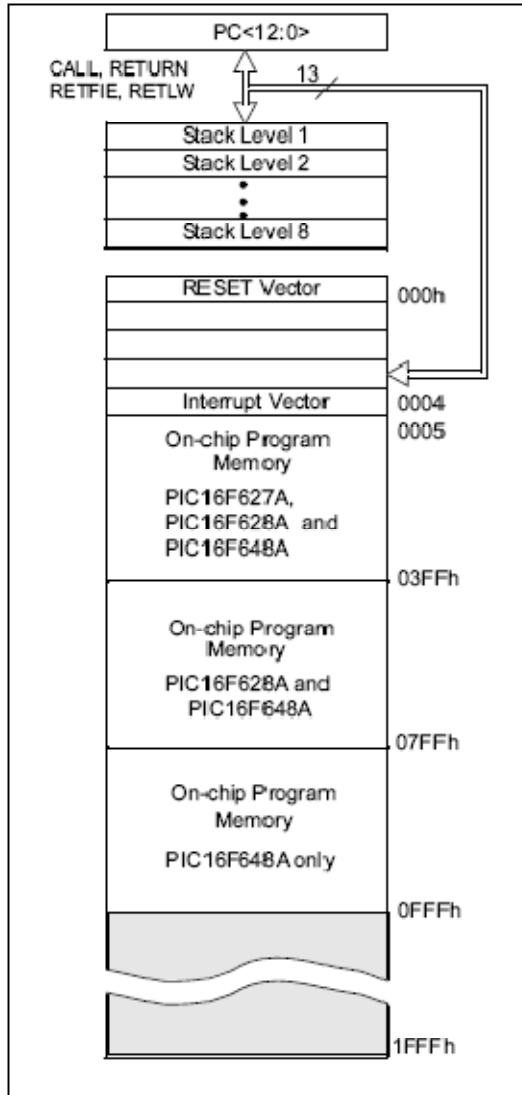 PC<12:0>
CALL, RETURN
RETFIE, RETLW
13
Stack Level 1
Stack Level 2
Stack Level 8
RESET Vector
000h
Interrupt Vector
0004
0005
On-chip Program
Memory
PIC16F627A,
PIC16F628A and
PIC16F648A
03FFh
On-chip Program
Memory
PIC16F628A and
PIC16F648A
07FFh
On-chip Program
Memory
PIC16F648A only
0FFFh
1FFFh